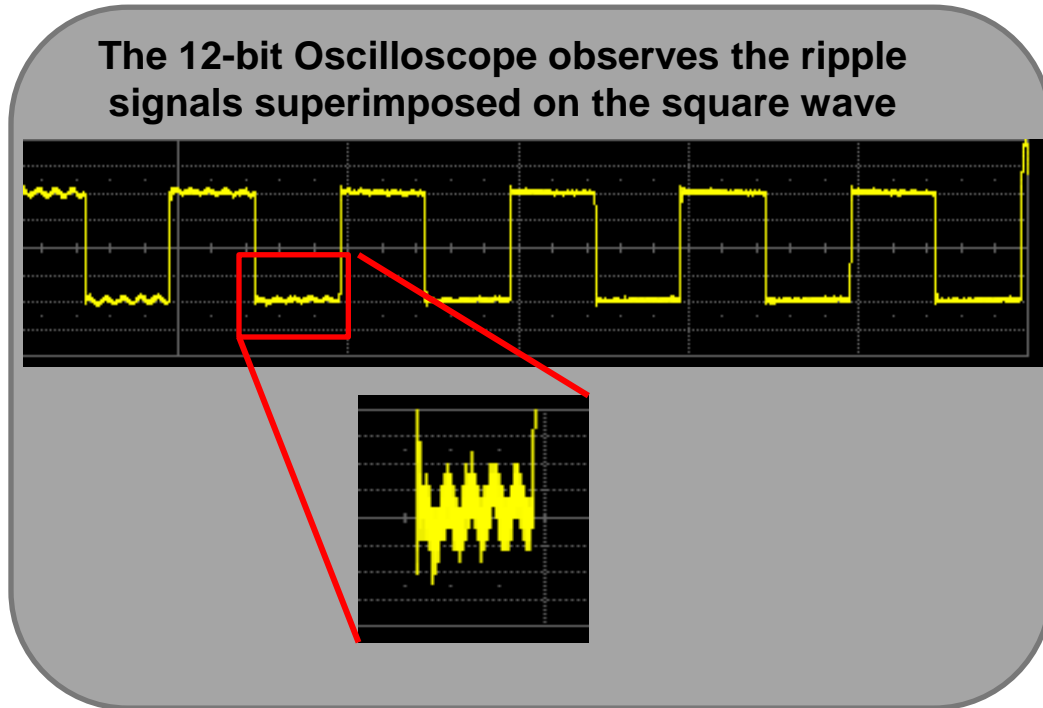 The 12-bit Oscilloscope observes the ripple
signals superimposed on the square wave